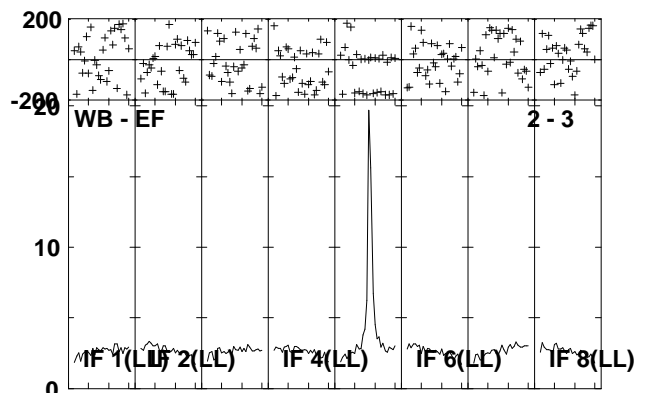 200
-200
20
WB - EF 2 - 3
10
IF 1(LL) IF 2(LL) IF 4(LL) IF 6(LL) IF 8(LL)
0